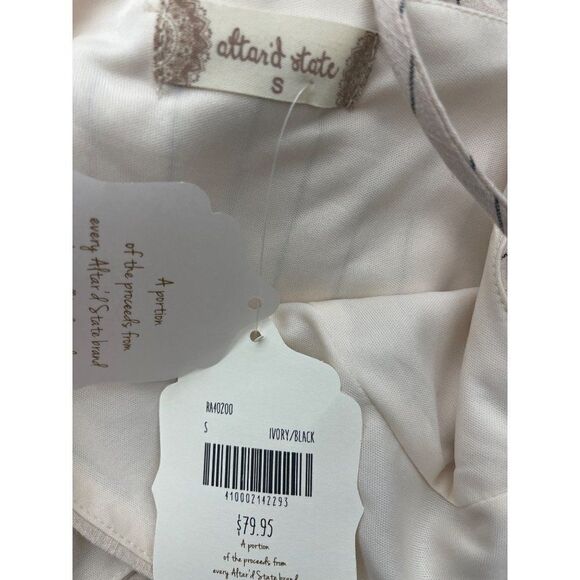 altar'd state
S
A portion
of the proceeds from
every Altar'd State brand
RA40200
S IVORY/BLACK
410002142293
$79.95
A portion
of the proceeds from
every Altar'd State brand